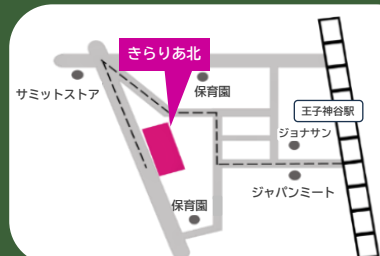 きらりあ北
サミットストア
保育園
王子神谷駅
ジョナサン
ジャパンミート
保育園